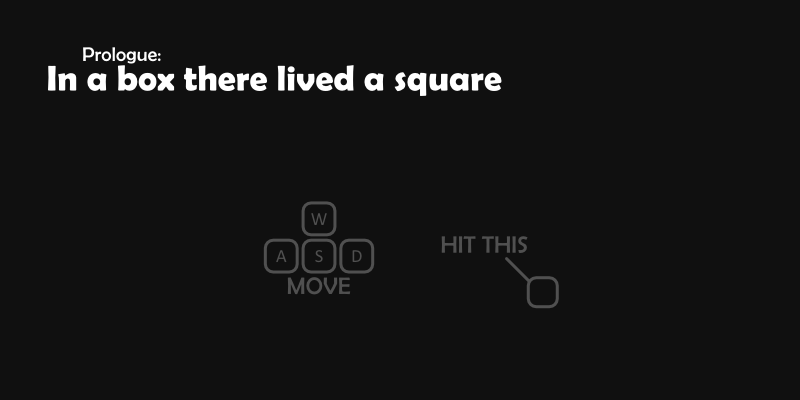 Prologue:
In a box there lived a square
W
A S D
MOVE
HIT THIS